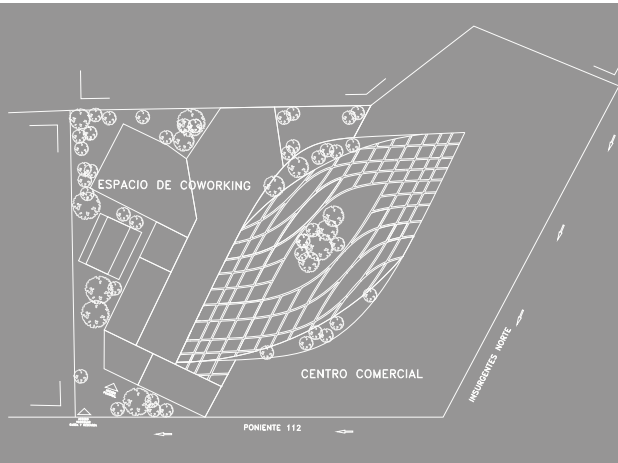 ESPACIO DE COWORKING
CENTRO COMERCIAL
INSURGENTES NORTE
PONIENTE 112